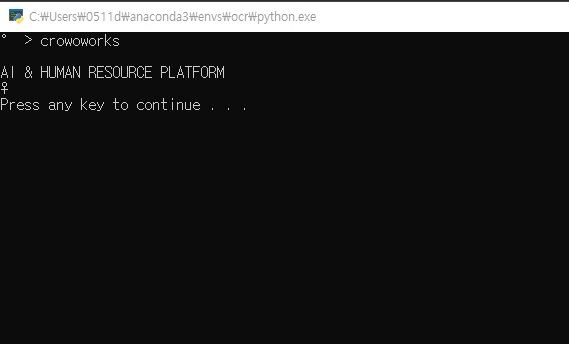 C:₩Users₩0511d₩anaconda3₩envs₩ocr₩python.exe
° > crowoworks
AI & HUMAN RESOURCE PLATFORM
♀
Press any key to continue . . .